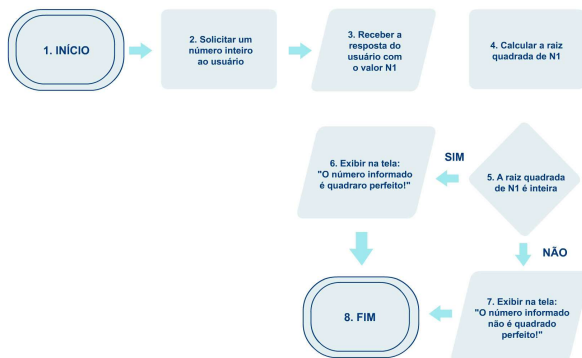 1. INÍCIO
2. Solicitar um
número inteiro
ao usuário
3. Receber a
resposta do
usuário com
o valor N1
4. Calcular a raiz
quadrada de N1
5. A raiz quadrada
de N1 é inteira
SIM
6. Exibir na tela:
"O número informado
é quadraro perfeito!"
NÃO
7. Exibir na tela:
"O número informado
não é quadrado
perfeito!"
8. FIM